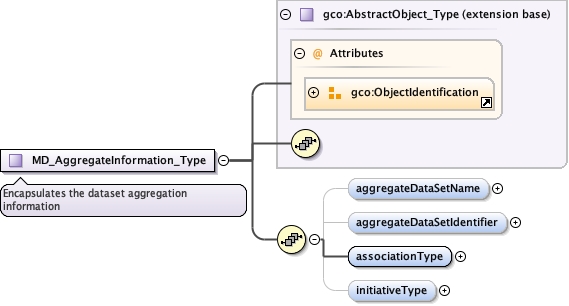 gco:AbstractObject_Type (extension base)
@ Attributes
gco:ObjectIdentification
MD_AggregateInformation_Type
Encapsulates the dataset aggregation
information
aggregateDataSetName
aggregateDataSetIdentifier
associationType
initiativeType